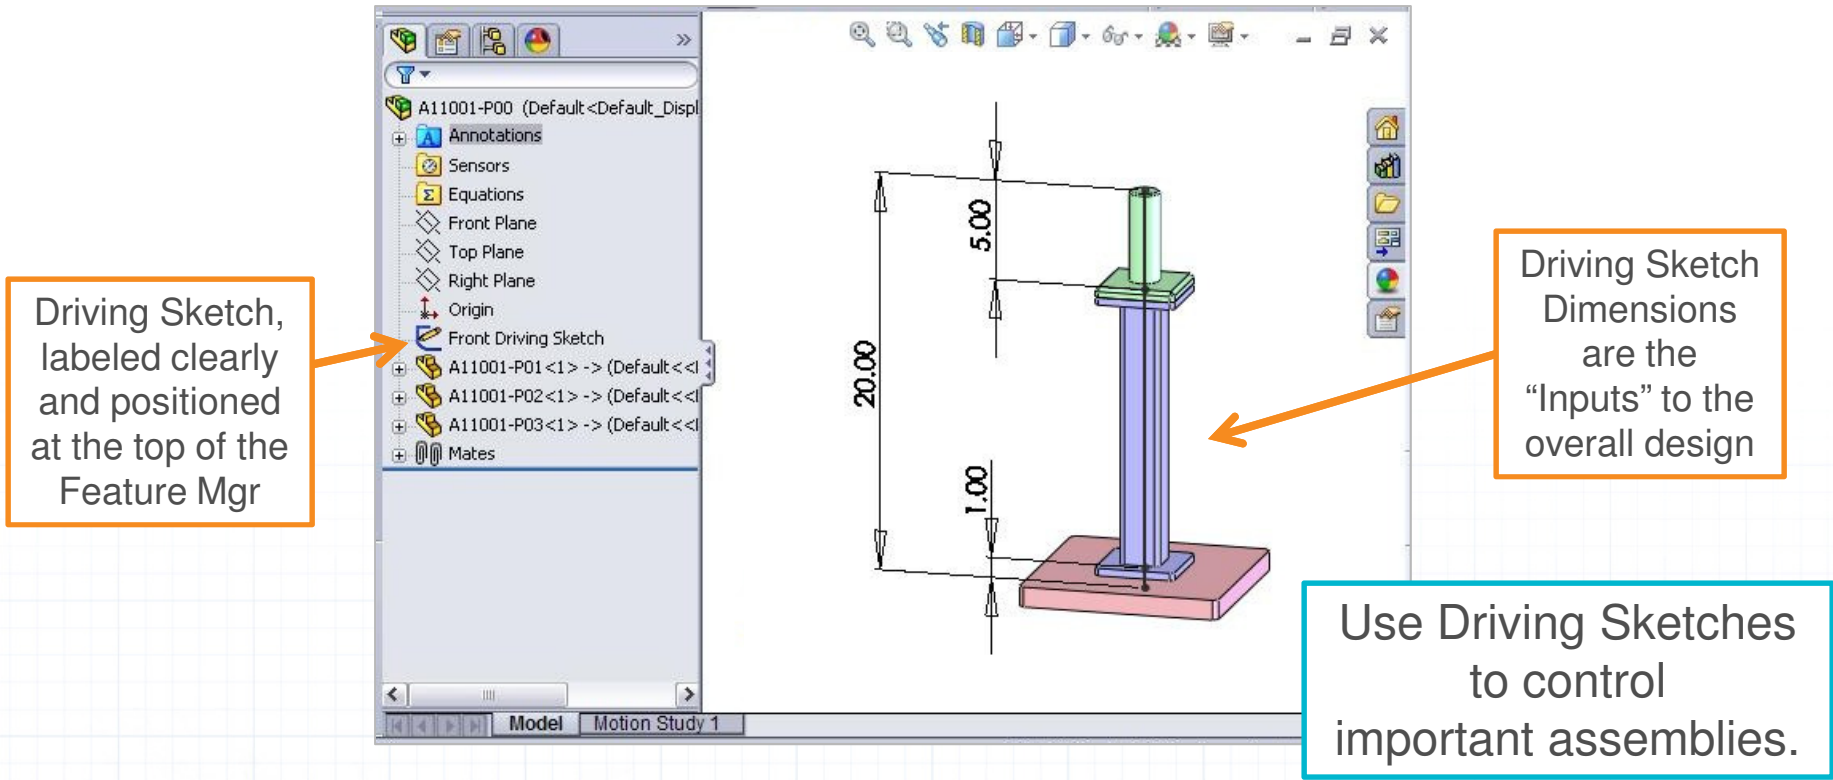 A11001-P00 (Default<Default_Displ
Annotations
Sensors
Equations
Front Plane
Top Plane
Right Plane
Origin
Front Driving Sketch
A11001-P01<1> -> (Default<<I
A11001-P02<1> -> (Default<<I
A11001-P03<1> -> (Default<<I
Mates
Model
Motion Study 1
Driving Sketch,
labeled clearly
and positioned
at the top of the
Feature Mgr
5.00
20.00
1.00
Driving Sketch
Dimensions
are the
“Inputs” to the
overall design
Use Driving Sketches
to control
important assemblies.